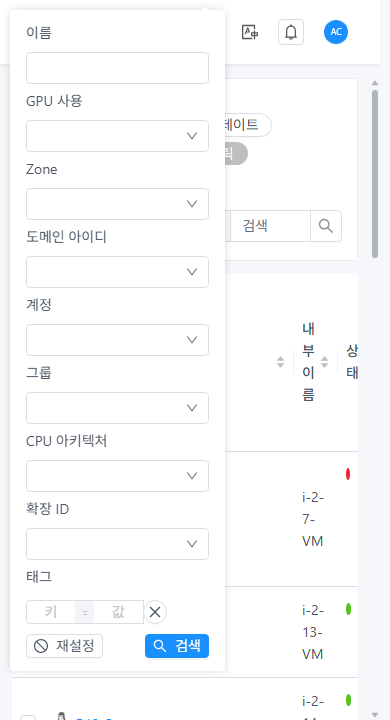 이름
AC
GPU 사용
데이트
Zone
릭
도메인 아이디
검색
계정
내
부
이
름
상
태
그룹
CPU 아키텍처
확장 ID
i-2-
7-
VM
태그
키 = 값
i-2-
13-
VM
재설정 검색
i-2-